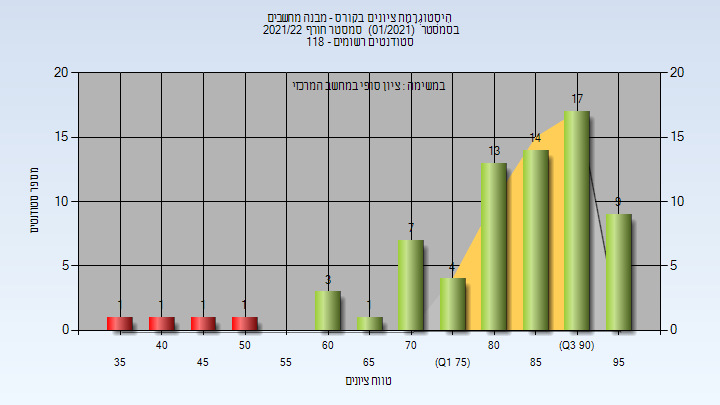 היסטוגרמת ציונים בקורס - מבנה מחשבים
בסמסטר (01/2021) סמסטר חורף 2021/22
סטודנטים רשומים - 118
במשימה : ציון סופי במחשב המרכזי
20 20
15 15
10 10
5 5
0 0
מספר סטודנטים
1 1 1 1 3 1 7 4 13 14 17 9
40 45 50 55 60 65 70 (Q1 75) 80 85 (Q3 90) 95
35
טווח ציונים